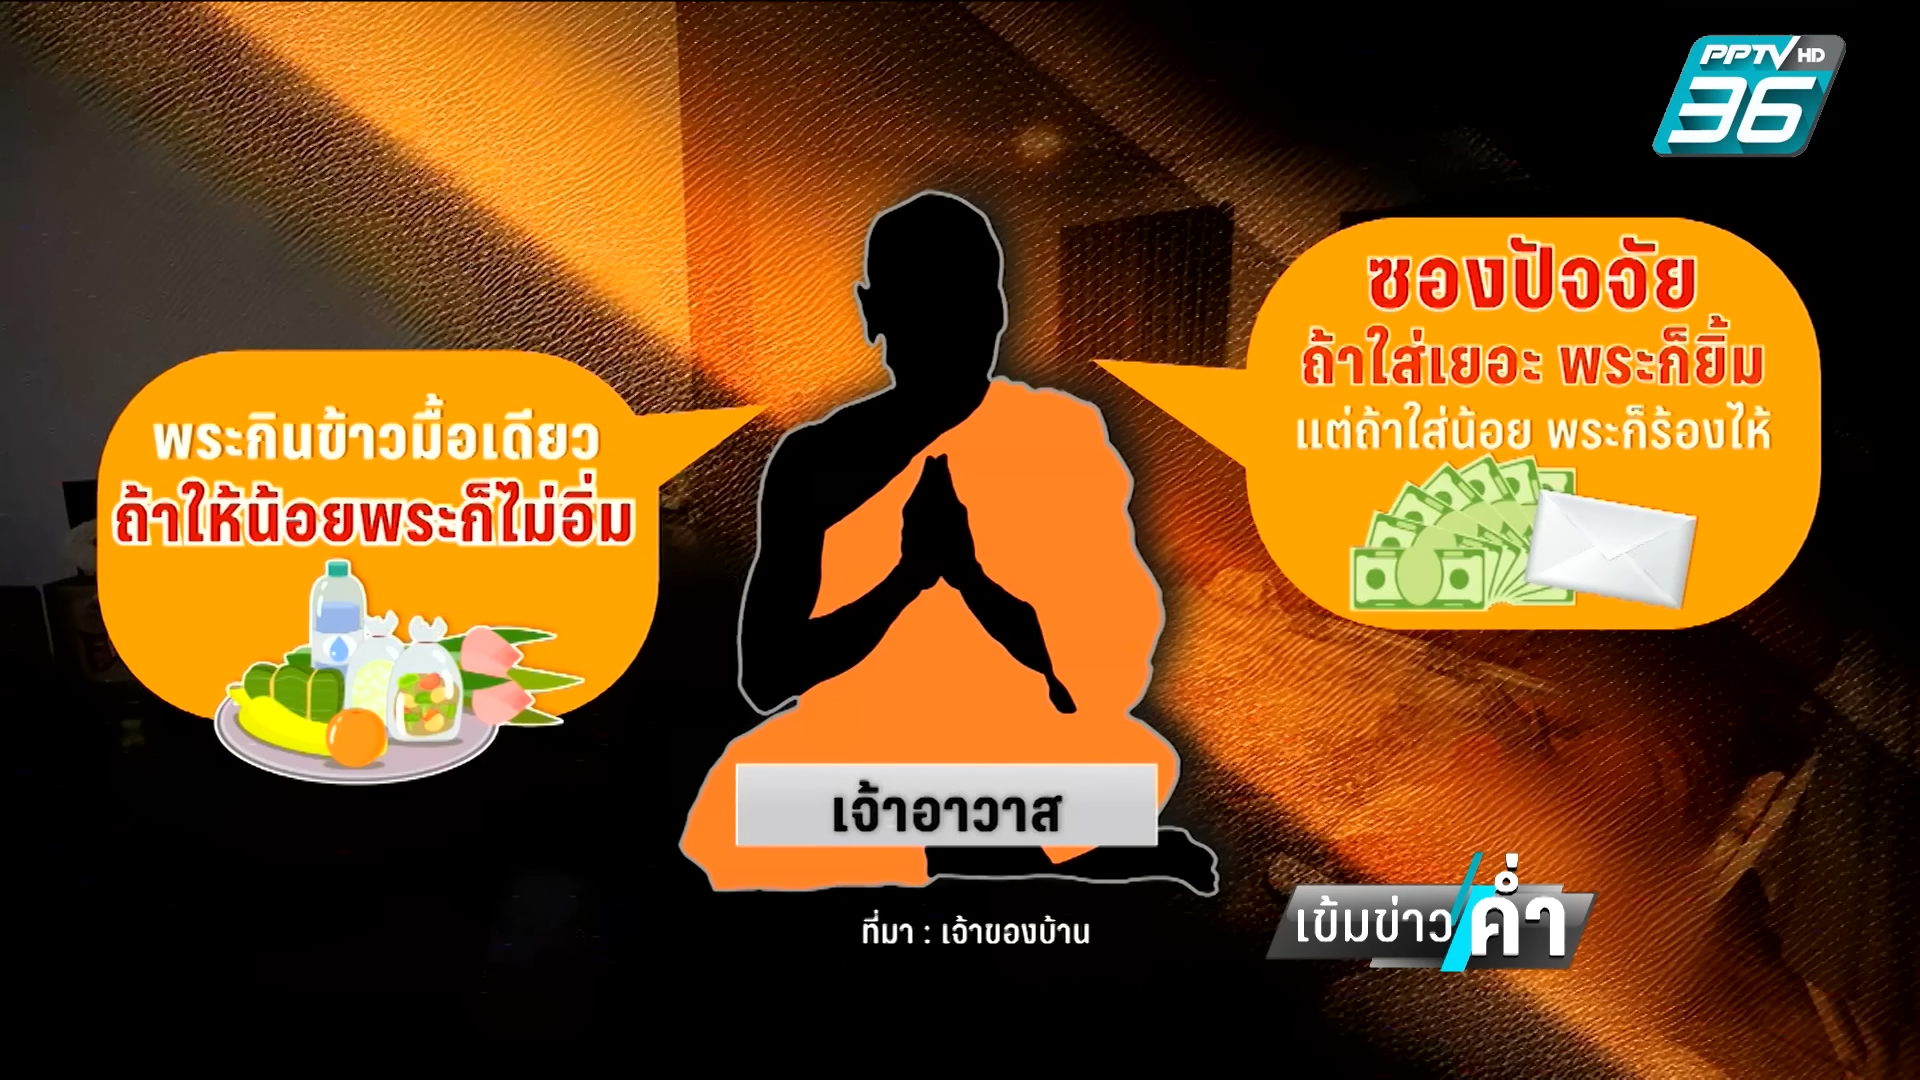 PPTV HD
36
ซองปัจจัย
ถ้าใส่เยอะ พระก็ยิ้ม
แต่ถ้าใส่น้อย พระก็ร้องไห้
พระกินข้าวมื้อเดียว
ถ้าให้น้อยพระก็ไม่อิ่ม
เจ้าอาวาส
ที่มา : เจ้าของบ้าน
เข้มข่าวค่ำ